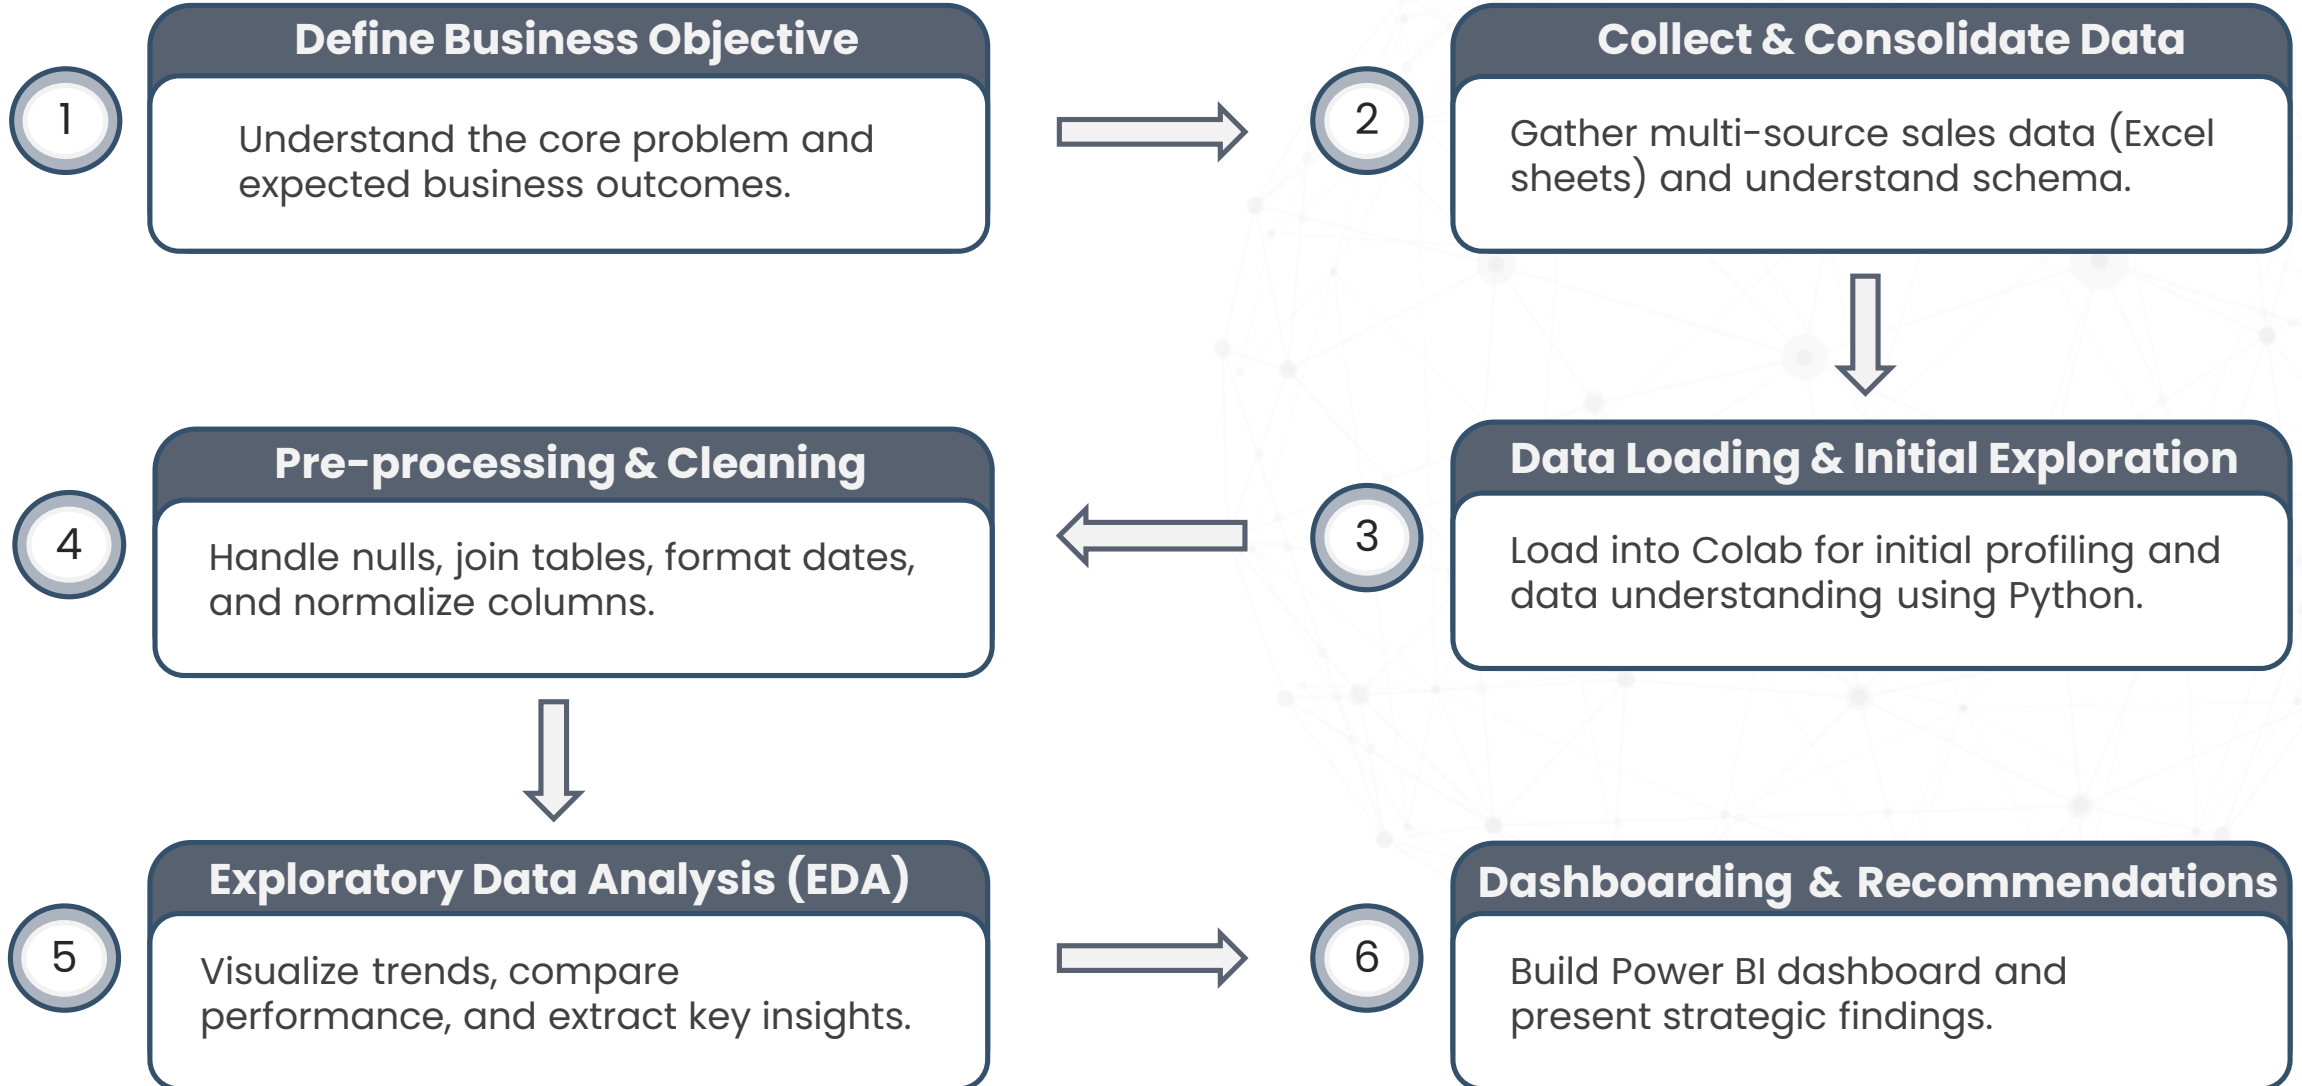 1
Define Business Objective
Understand the core problem and
expected business outcomes.
2
Collect & Consolidate Data
Gather multi-source sales data (Excel
sheets) and understand schema.
3
Data Loading & Initial Exploration
Load into Colab for initial profiling and
data understanding using Python.
4
Pre-processing & Cleaning
Handle nulls, join tables, format dates,
and normalize columns.
5
Exploratory Data Analysis (EDA)
Visualize trends, compare
performance, and extract key insights.
6
Dashboarding & Recommendations
Build Power BI dashboard and
present strategic findings.